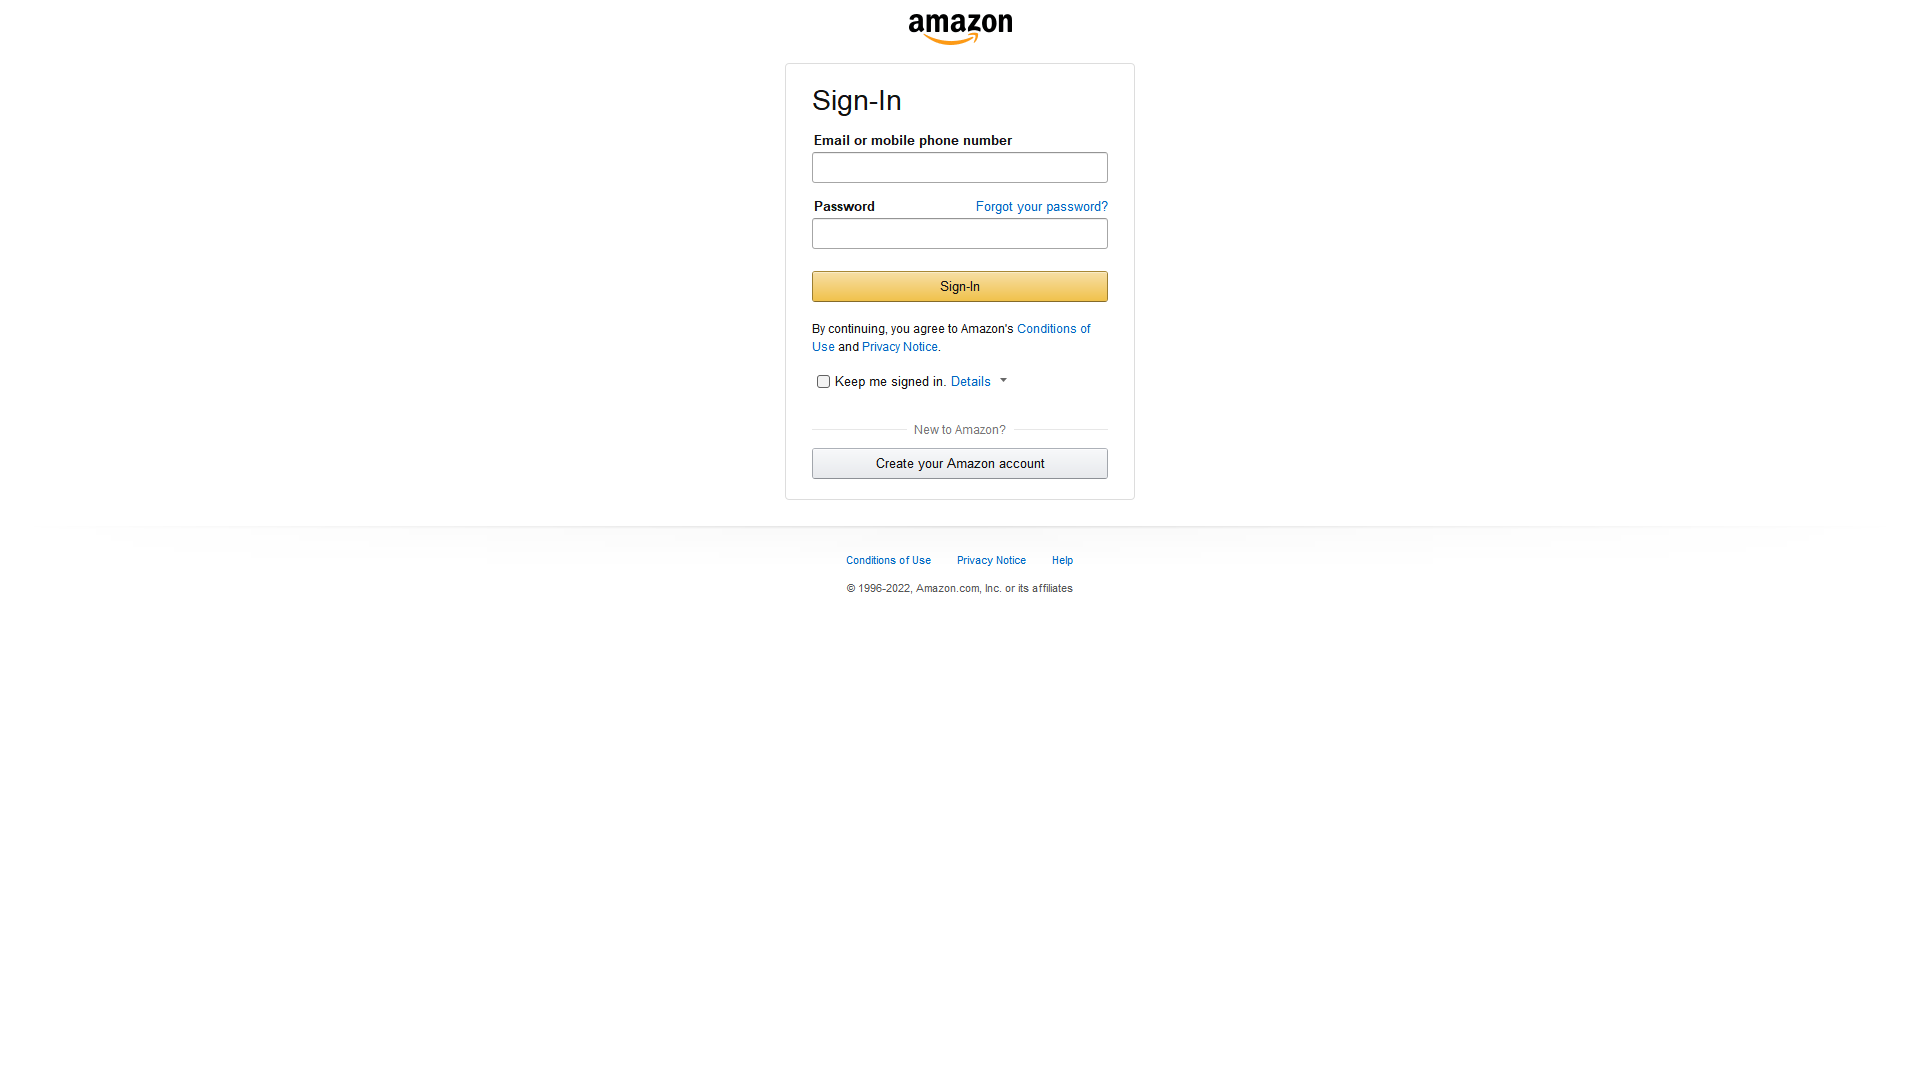 amazon
Sign-In
Email or mobile phone number
Password Forgot your password?
Sign-In
By continuing, you agree to Amazon's Conditions of
Use and Privacy Notice.
Keep me signed in. Details
New to Amazon?
Create your Amazon account
Conditions of Use Privacy Notice Help
© 1996-2022, Amazon.com, Inc. or its affiliates